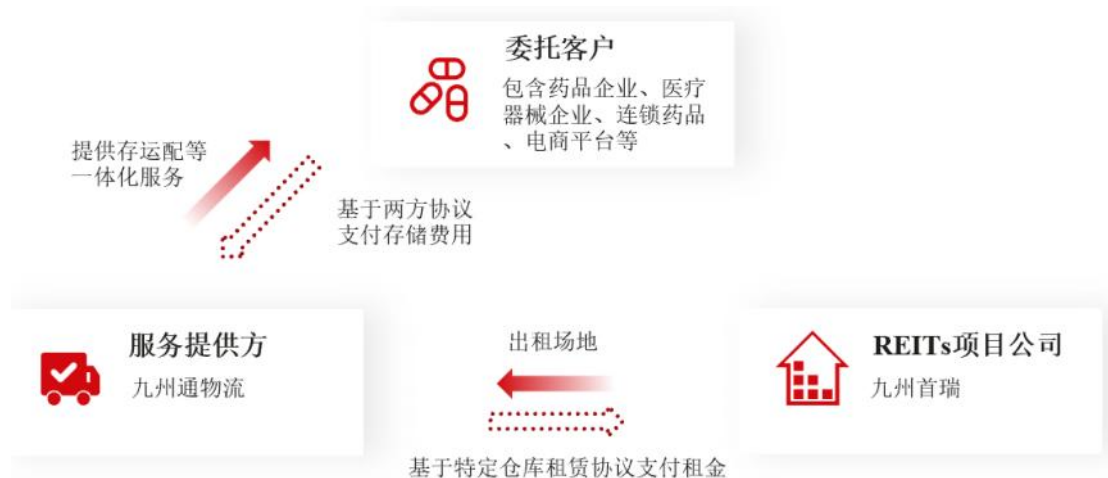 委托客户
包含药品企业、医疗
器械企业、连锁药品
、电商平台等
提供存运配等
一体化服务
基于两方协议
支付存储费用
服务提供方
九州通物流
出租场地
REITs项目公司
九州首瑞
基于特定仓库租赁协议支付租金